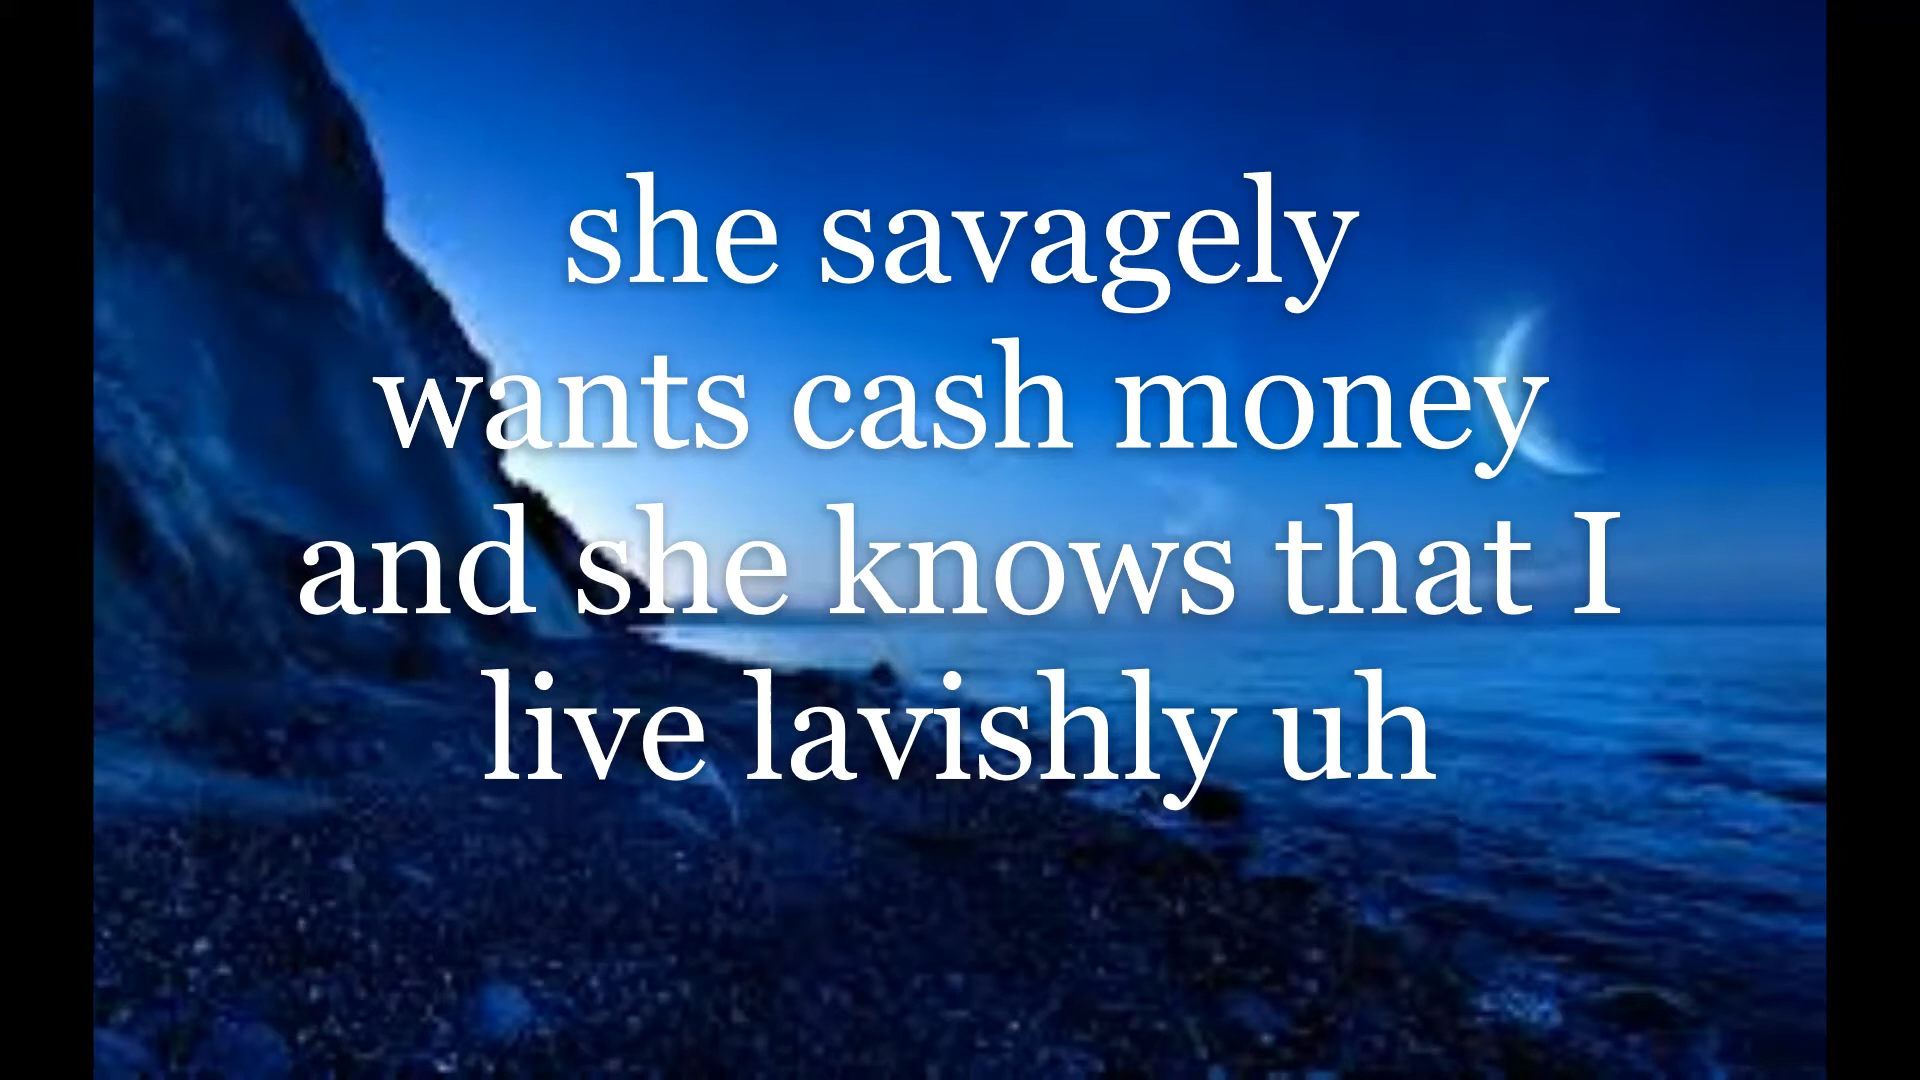 she savagely
wants cash money
and she knows that I
live lavishly uh